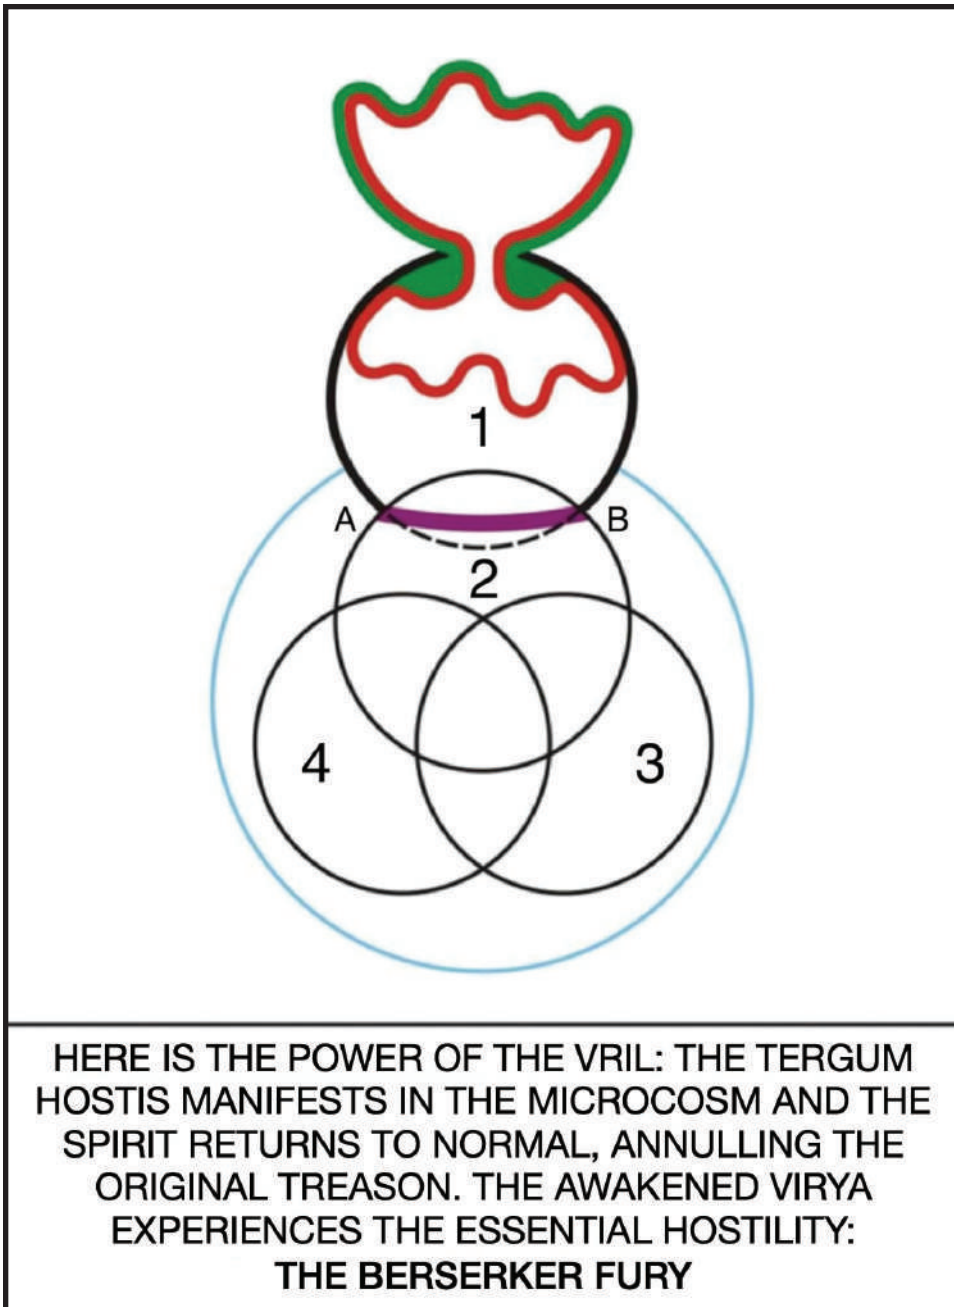 1
A
B
2
4
3
HERE IS THE POWER OF THE VRIL: THE TERGUM
HOSTIS MANIFESTS IN THE MICROCOSM AND THE
SPIRIT RETURNS TO NORMAL, ANNULLING THE
ORIGINAL TREASON. THE AWAKENED VIRYA
EXPERIENCES THE ESSENTIAL HOSTILITY:
THE BERSERKER FURY